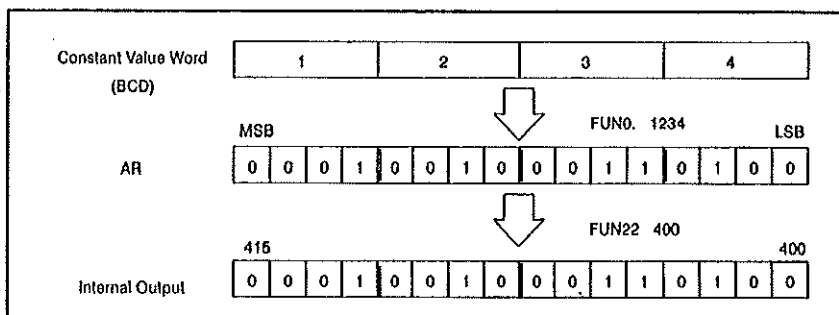 Constant Value Word 1 2 3 4
(BCD)
FUN0. 1234
MSB LSB
AR 0 0 0 1 0 0 1 0 0 0 1 1 0 1 0 0
FUN22 400
415 400
Internal Output 0 0 0 1 0 0 1 0 0 0 1 1 0 1 0 0